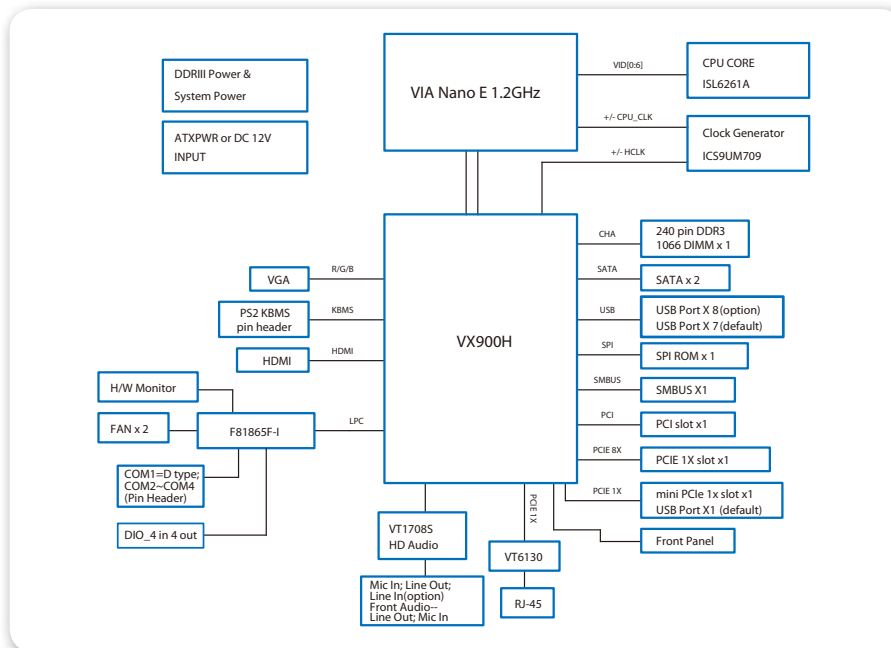 DDRIII Power &
System Power
ATXPWR or DC 12V
INPUT
VIA Nano E 1.2GHz
VID[0:6]
CPU CORE
ISL6261A
+/- CPU_CLK
+/- HCLK
Clock Generator
ICS9UM709
VX900H
R/G/B
VGA
KBMS
PS2 KBMS
pin header
HDMI
HDMI
H/W Monitor
FAN x 2
F81865F-I
LPC
COM1=D type;
COM2~COM4
(Pin Header)
DIO_4 in 4 out
CHA
240 pin DDR3
1066 DIMM x 1
SATA
SATA x 2
USB
USB Port X 8 (option)
USB Port X 7 (default)
SPI
SPI ROM x 1
SMBUS
SMBUS X1
PCI
PCI slot x1
PCIE 8X
PCIE 1X slot x1
PCIE 1X
mini PCIe 1x slot x1
USB Port X1 (default)
Front Panel
VT1708S
HD Audio
Mic In; Line Out;
Line In(option)
Front Audio--
Line Out; Mic In
PCIE 1X
VT6130
RJ-45